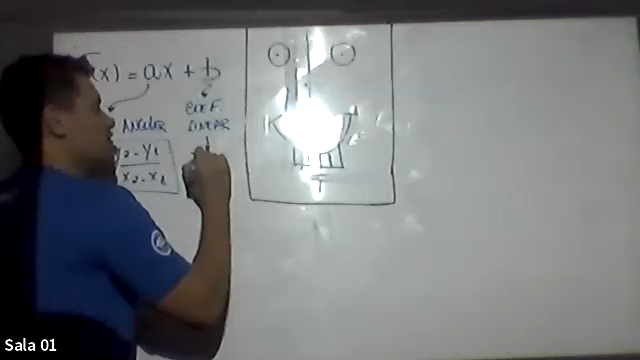 (x) = ax + b
COEF.
ANGULAR LINEAR
y₂ - y₁
x₂ - x₁
Sala 01